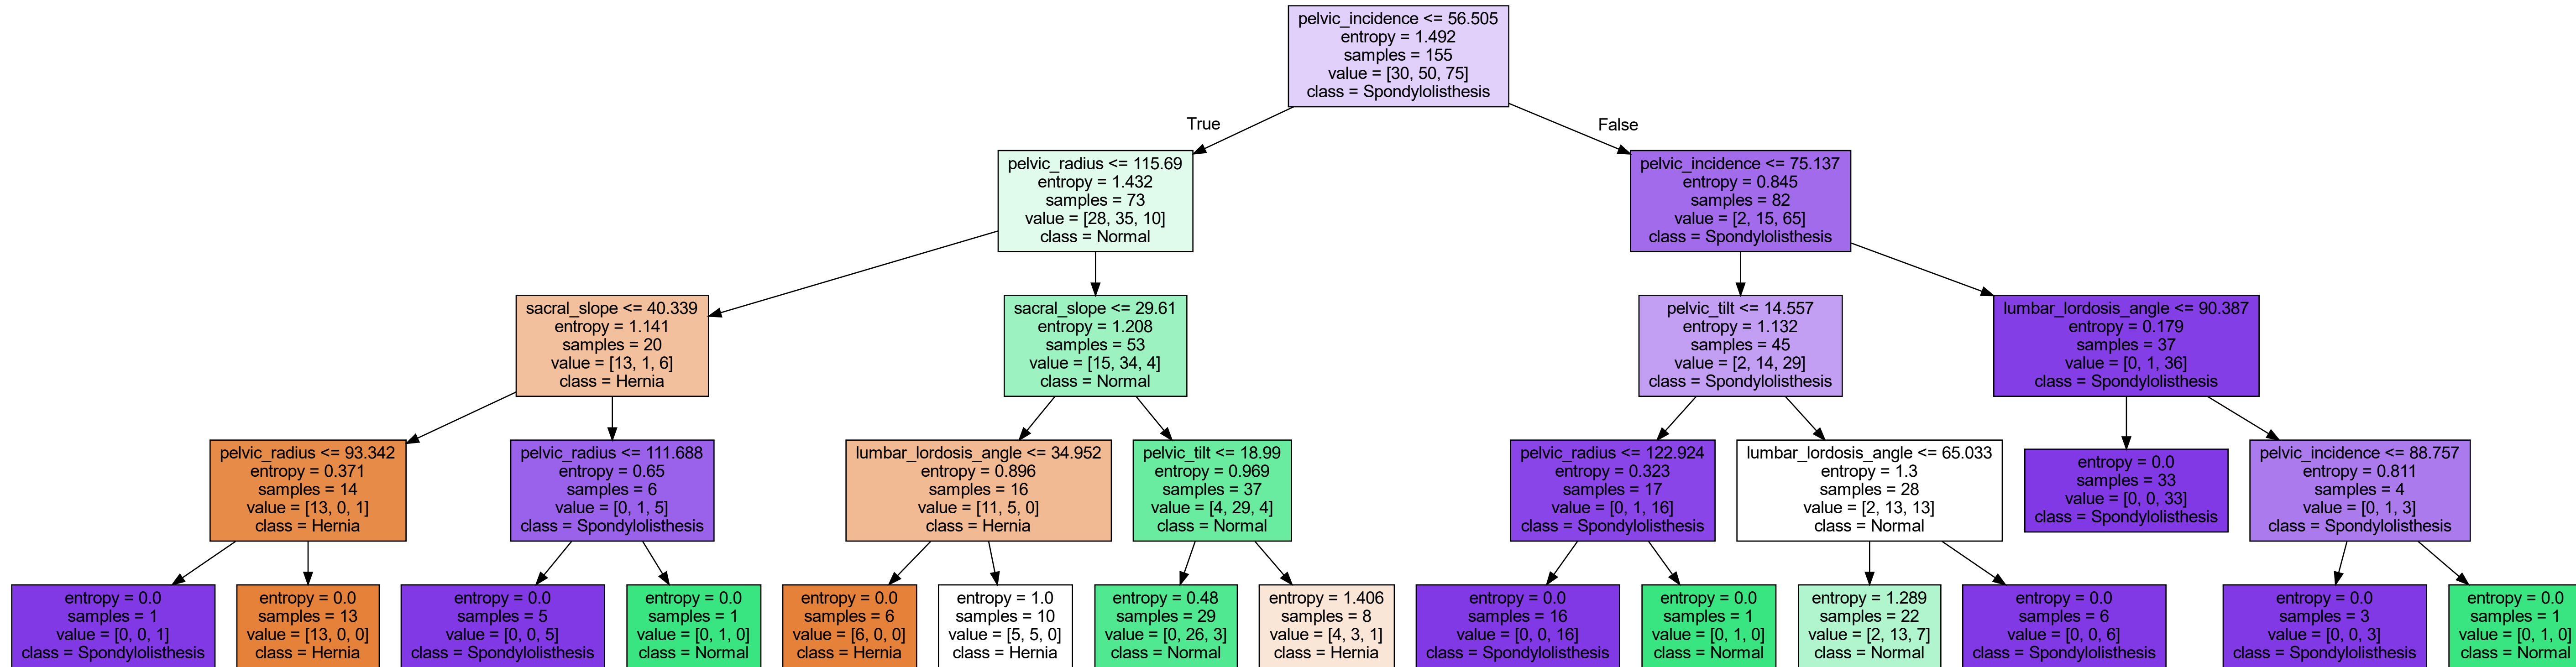 pelvic_incidence <= 56.505
entropy = 1.492
samples = 155
value = [30, 50, 75]
class = Spondylolisthesis
True
False
pelvic_radius <= 115.69
entropy = 1.432
samples = 73
value = [28, 35, 10]
class = Normal
pelvic_incidence <= 75.137
entropy = 0.845
samples = 82
value = [2, 15, 65]
class = Spondylolisthesis
sacral_slope <= 40.339
entropy = 1.141
samples = 20
value = [13, 1, 6]
class = Hernia
sacral_slope <= 29.61
entropy = 1.208
samples = 53
value = [15, 34, 4]
class = Normal
pelvic_tilt <= 14.557
entropy = 1.132
samples = 45
value = [2, 14, 29]
class = Spondylolisthesis
lumbar_lordosis_angle <= 90.387
entropy = 0.179
samples = 37
value = [0, 1, 36]
class = Spondylolisthesis
pelvic_radius <= 93.342
entropy = 0.371
samples = 14
value = [13, 0, 1]
class = Hernia
pelvic_radius <= 111.688
entropy = 0.65
samples = 6
value = [0, 1, 5]
class = Spondylolisthesis
lumbar_lordosis_angle <= 34.952
entropy = 0.896
samples = 16
value = [11, 5, 0]
class = Hernia
pelvic_tilt <= 18.99
entropy = 0.969
samples = 37
value = [4, 29, 4]
class = Normal
pelvic_radius <= 122.924
entropy = 0.323
samples = 17
value = [0, 1, 16]
class = Spondylolisthesis
lumbar_lordosis_angle <= 65.033
entropy = 1.3
samples = 28
value = [2, 13, 13]
class = Normal
entropy = 0.0
samples = 33
value = [0, 0, 33]
class = Spondylolisthesis
pelvic_incidence <= 88.757
entropy = 0.811
samples = 4
value = [0, 1, 3]
class = Spondylolisthesis
entropy = 0.0
samples = 1
value = [0, 0, 1]
class = Spondylolisthesis
entropy = 0.0
samples = 13
value = [13, 0, 0]
class = Hernia
entropy = 0.0
samples = 5
value = [0, 0, 5]
class = Spondylolisthesis
entropy = 0.0
samples = 1
value = [0, 1, 0]
class = Normal
entropy = 0.0
samples = 6
value = [6, 0, 0]
class = Hernia
entropy = 1.0
samples = 10
value = [5, 5, 0]
class = Hernia
entropy = 0.48
samples = 29
value = [0, 26, 3]
class = Normal
entropy = 1.406
samples = 8
value = [4, 3, 1]
class = Hernia
entropy = 0.0
samples = 16
value = [0, 0, 16]
class = Spondylolisthesis
entropy = 0.0
samples = 1
value = [0, 1, 0]
class = Normal
entropy = 1.289
samples = 22
value = [2, 13, 7]
class = Normal
entropy = 0.0
samples = 6
value = [0, 0, 6]
class = Spondylolisthesis
entropy = 0.0
samples = 3
value = [0, 0, 3]
class = Spondylolisthesis
entropy = 0.0
samples = 1
value = [0, 1, 0]
class = Normal